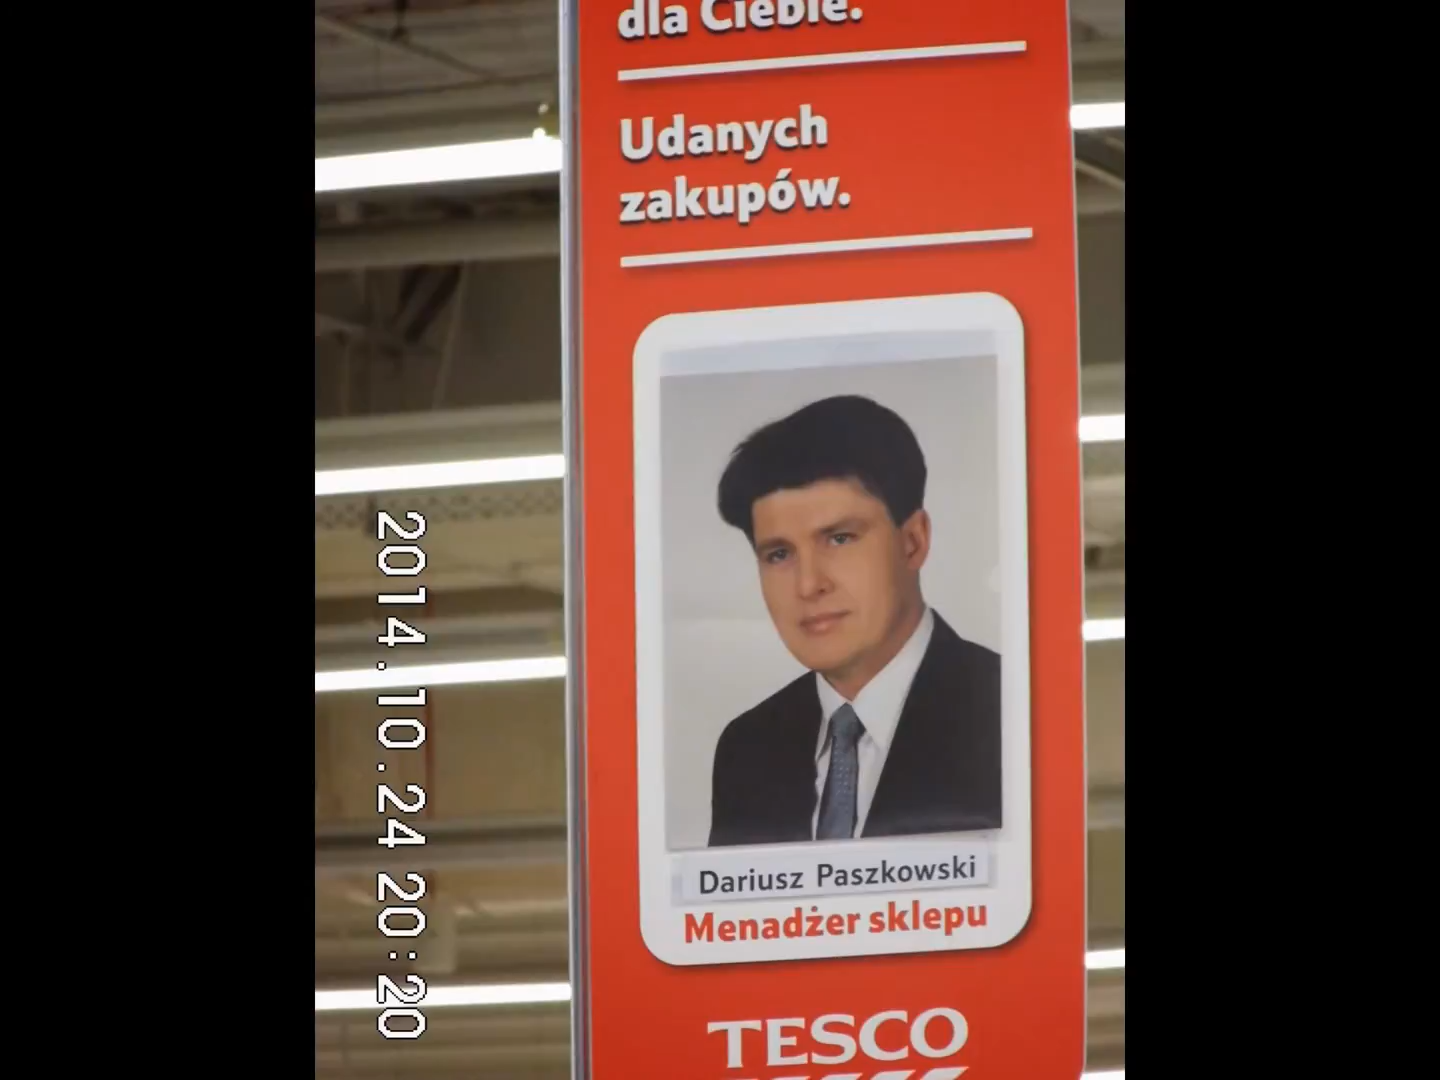 dla Ciebie.
Udanych
zakupów.
Dariusz Paszkowski
Menadżer sklepu
TESCO
2014.10.24 20:20